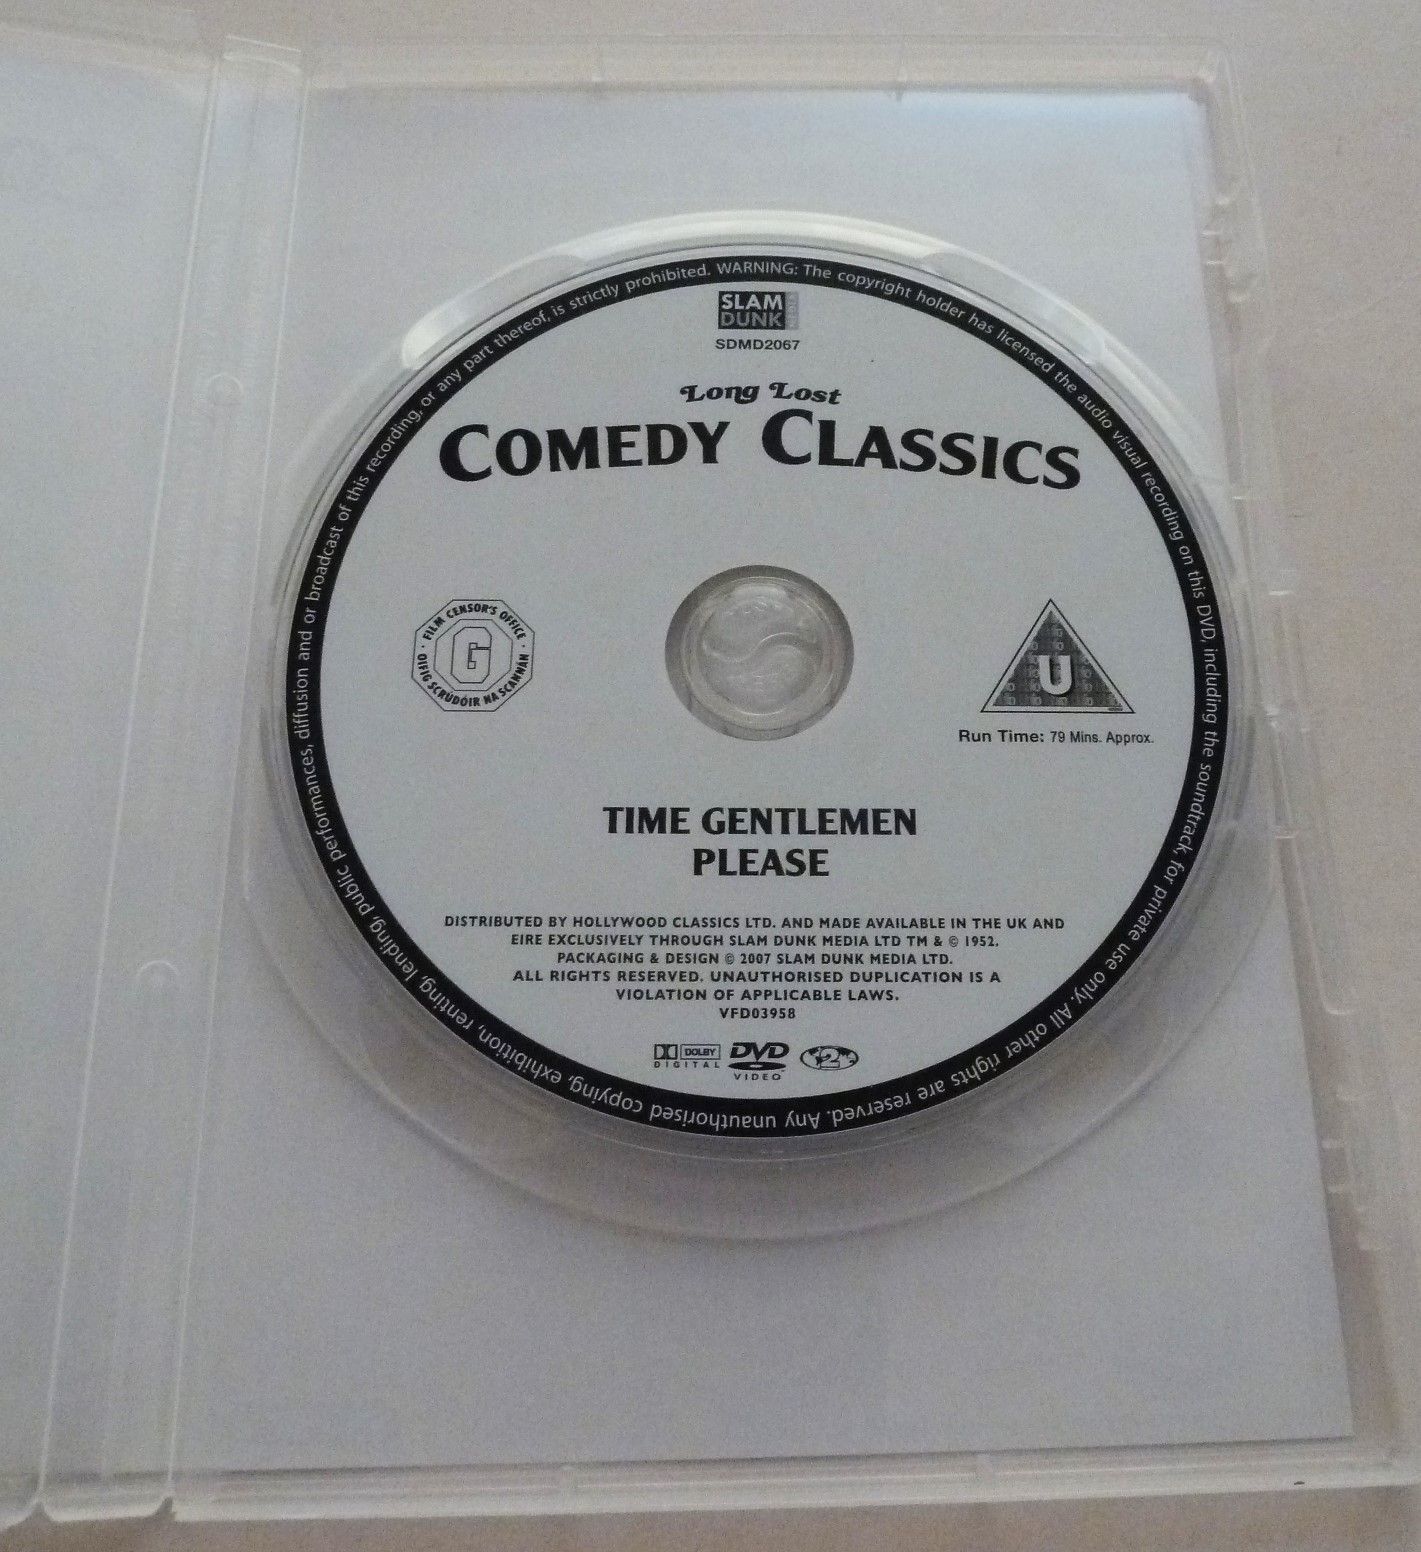 WARNING: The copyright holder has licensed the audio visual recording on this DVD, including the soundtrack, for private use only. All other rights are reserved. Any unauthorised copying, editing, exhibition, renting, lending, public performances, diffusion and or broadcast of this recording, or any part thereof, is strictly prohibited.
SLAM
DUNK
MEDIA
SDMD2067
Long Lost
COMEDY CLASSICS
FILM CENSOR'S OFFICE
G
OIFIG SCRÚDÓIR NA SCANNÁN
U
Run Time: 79 Mins. Approx.
TIME GENTLEMEN
PLEASE
DISTRIBUTED BY HOLLYWOOD CLASSICS LTD. AND MADE AVAILABLE IN THE UK AND
EIRE EXCLUSIVELY THROUGH SLAM DUNK MEDIA LTD TM & © 1952.
PACKAGING & DESIGN © 2007 SLAM DUNK MEDIA LTD.
ALL RIGHTS RESERVED. UNAUTHORISED DUPLICATION IS A
VIOLATION OF APPLICABLE LAWS.
VFD03958
DOLBY
DIGITAL
DVD
VIDEO
2